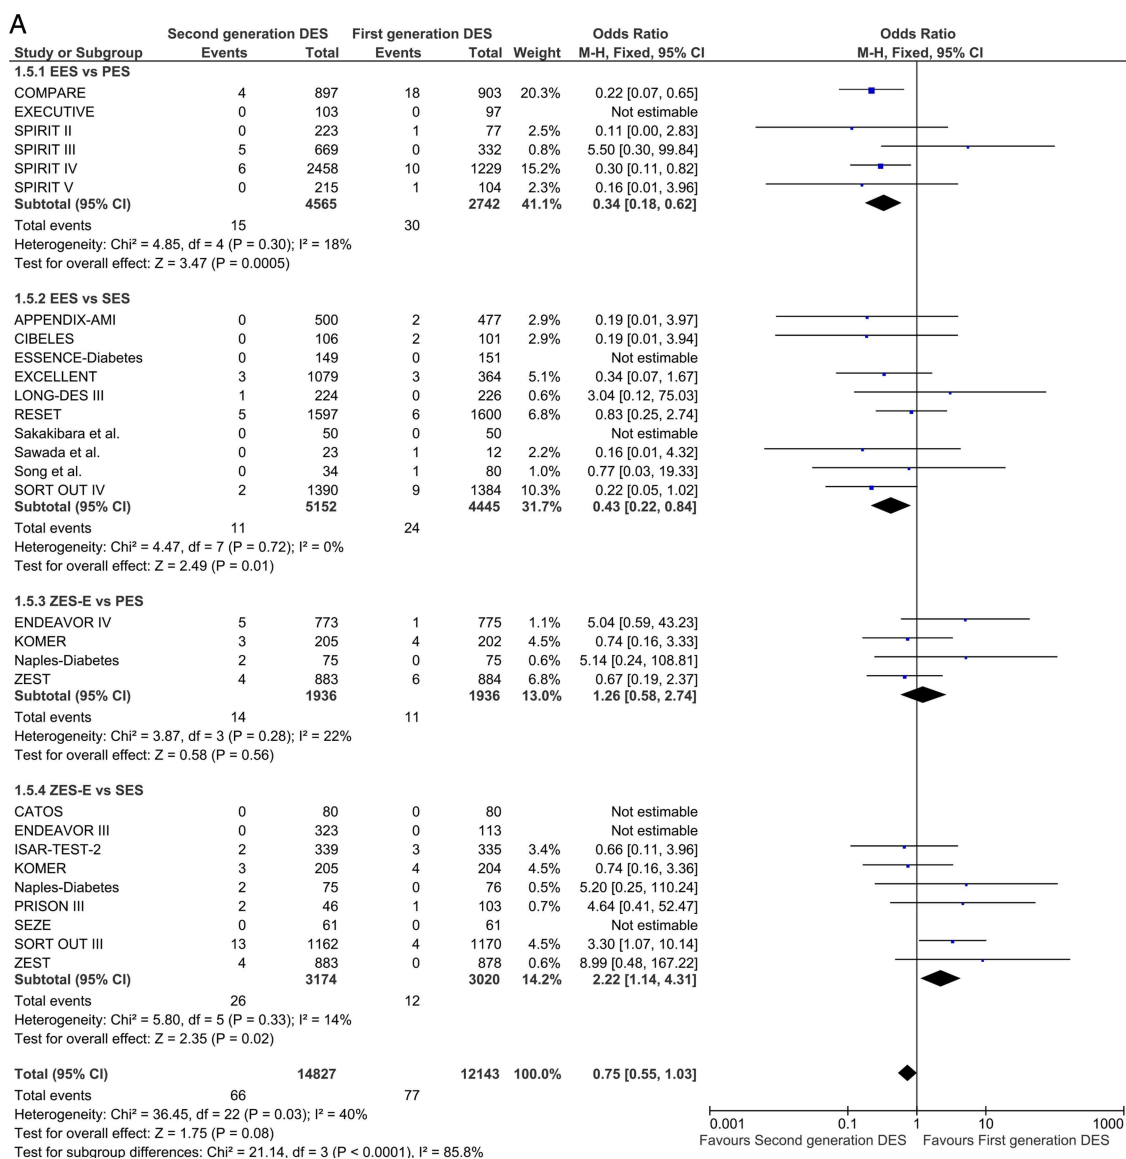 A
Second generation DES First generation DES Odds Ratio Odds Ratio
Study or Subgroup Events Total Events Total Weight M-H, Fixed, 95% CI M-H, Fixed, 95% CI
1.5.1 EES vs PES
COMPARE 4 897 18 903 20.3% 0.22 [0.07, 0.65]
EXECUTIVE 0 103 0 97 Not estimable
SPIRIT II 0 223 1 77 2.5% 0.11 [0.00, 2.83]
SPIRIT III 5 669 0 332 0.8% 5.50 [0.30, 99.84]
SPIRIT IV 6 2458 10 1229 15.2% 0.30 [0.11, 0.82]
SPIRIT V 0 215 1 104 2.3% 0.16 [0.01, 3.96]
Subtotal (95% CI) 4565 2742 41.1% 0.34 [0.18, 0.62]
Total events 15 30
Heterogeneity: Chi² = 4.85, df = 4 (P = 0.30); I² = 18%
Test for overall effect: Z = 3.47 (P = 0.0005)
1.5.2 EES vs SES
APPENDIX-AMI 0 500 2 477 2.9% 0.19 [0.01, 3.97]
CIBELES 0 106 2 101 2.9% 0.19 [0.01, 3.94]
ESSENCE-Diabetes 0 149 0 151 Not estimable
EXCELLENT 3 1079 3 364 5.1% 0.34 [0.07, 1.67]
LONG-DES III 1 224 0 226 0.6% 3.04 [0.12, 75.03]
RESET 5 1597 6 1600 6.8% 0.83 [0.25, 2.74]
Sakakibara et al. 0 50 0 50 Not estimable
Sawada et al. 0 23 1 12 2.2% 0.16 [0.01, 4.32]
Song et al. 0 34 1 80 1.0% 0.77 [0.03, 19.33]
SORT OUT IV 2 1390 9 1384 10.3% 0.22 [0.05, 1.02]
Subtotal (95% CI) 5152 4445 31.7% 0.43 [0.22, 0.84]
Total events 11 24
Heterogeneity: Chi² = 4.47, df = 7 (P = 0.72); I² = 0%
Test for overall effect: Z = 2.49 (P = 0.01)
1.5.3 ZES-E vs PES
ENDEAVOR IV 5 773 1 775 1.1% 5.04 [0.59, 43.23]
KOMER 3 205 4 202 4.5% 0.74 [0.16, 3.33]
Naples-Diabetes 2 75 0 75 0.6% 5.14 [0.24, 108.81]
ZEST 4 883 6 884 6.8% 0.67 [0.19, 2.37]
Subtotal (95% CI) 1936 1936 13.0% 1.26 [0.58, 2.74]
Total events 14 11
Heterogeneity: Chi² = 3.87, df = 3 (P = 0.28); I² = 22%
Test for overall effect: Z = 0.58 (P = 0.56)
1.5.4 ZES-E vs SES
CATOS 0 80 0 80 Not estimable
ENDEAVOR III 0 323 0 113 Not estimable
ISAR-TEST-2 2 339 3 335 3.4% 0.66 [0.11, 3.96]
KOMER 3 205 4 204 4.5% 0.74 [0.16, 3.36]
Naples-Diabetes 2 75 0 76 0.5% 5.20 [0.25, 110.24]
PRISON III 2 46 1 103 0.7% 4.64 [0.41, 52.47]
SEZE 0 61 0 61 Not estimable
SORT OUT III 13 1162 4 1170 4.5% 3.30 [1.07, 10.14]
ZEST 4 883 0 878 0.6% 8.99 [0.48, 167.22]
Subtotal (95% CI) 3174 3020 14.2% 2.22 [1.14, 4.31]
Total events 26 12
Heterogeneity: Chi² = 5.80, df = 5 (P = 0.33); I² = 14%
Test for overall effect: Z = 2.35 (P = 0.02)
Total (95% CI) 14827 12143 100.0% 0.75 [0.55, 1.03]
Total events 66 77
Heterogeneity: Chi² = 36.45, df = 22 (P = 0.03); I² = 40%
Test for overall effect: Z = 1.75 (P = 0.08)
Test for subgroup differences: Chi² = 21.14, df = 3 (P < 0.0001), I² = 85.8%
0.001 0.1 1 10 1000
Favours Second generation DES Favours First generation DES